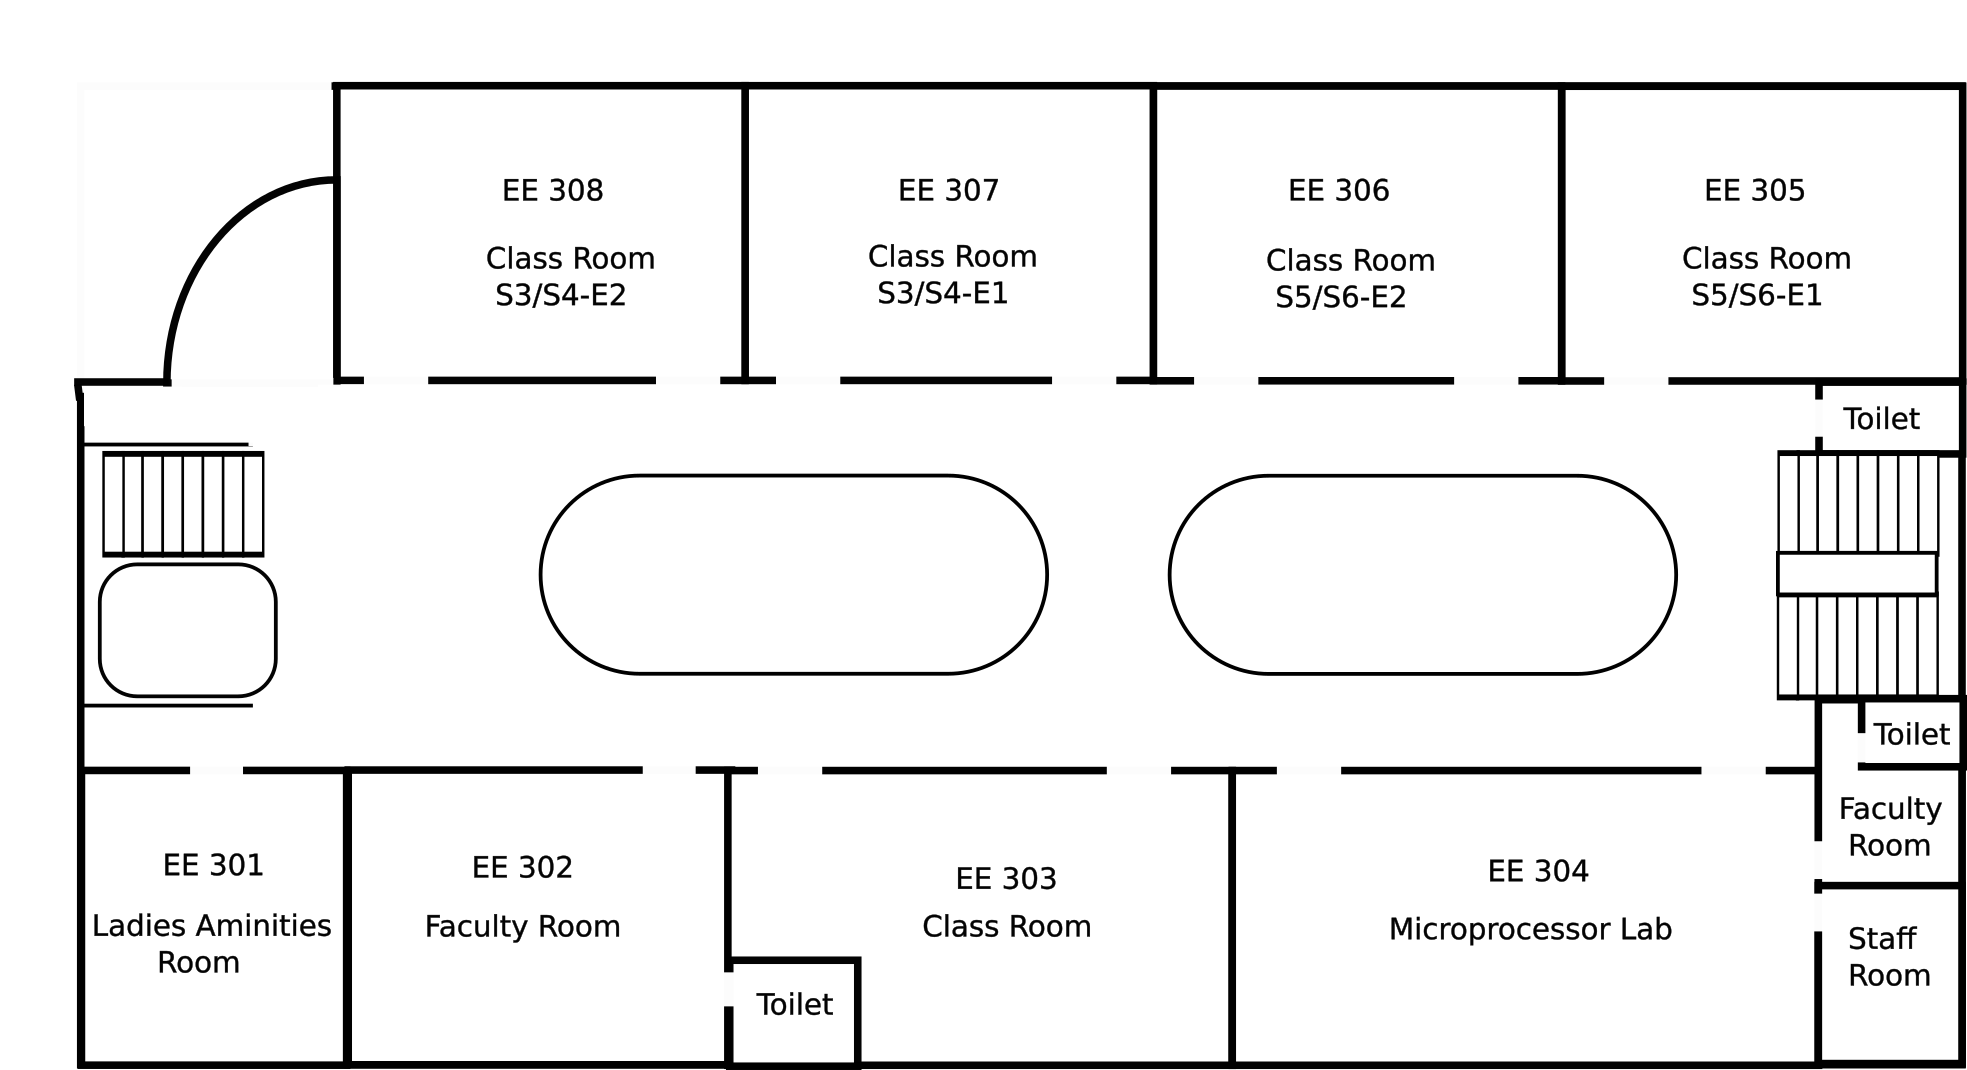 EE 308
Class Room
S3/S4-E2
EE 307
Class Room
S3/S4-E1
EE 306
Class Room
S5/S6-E2
EE 305
Class Room
S5/S6-E1
Toilet
Toilet
Faculty
Room
Staff
Room
EE 301
Ladies Aminities
Room
EE 302
Faculty Room
Toilet
EE 303
Class Room
EE 304
Microprocessor Lab